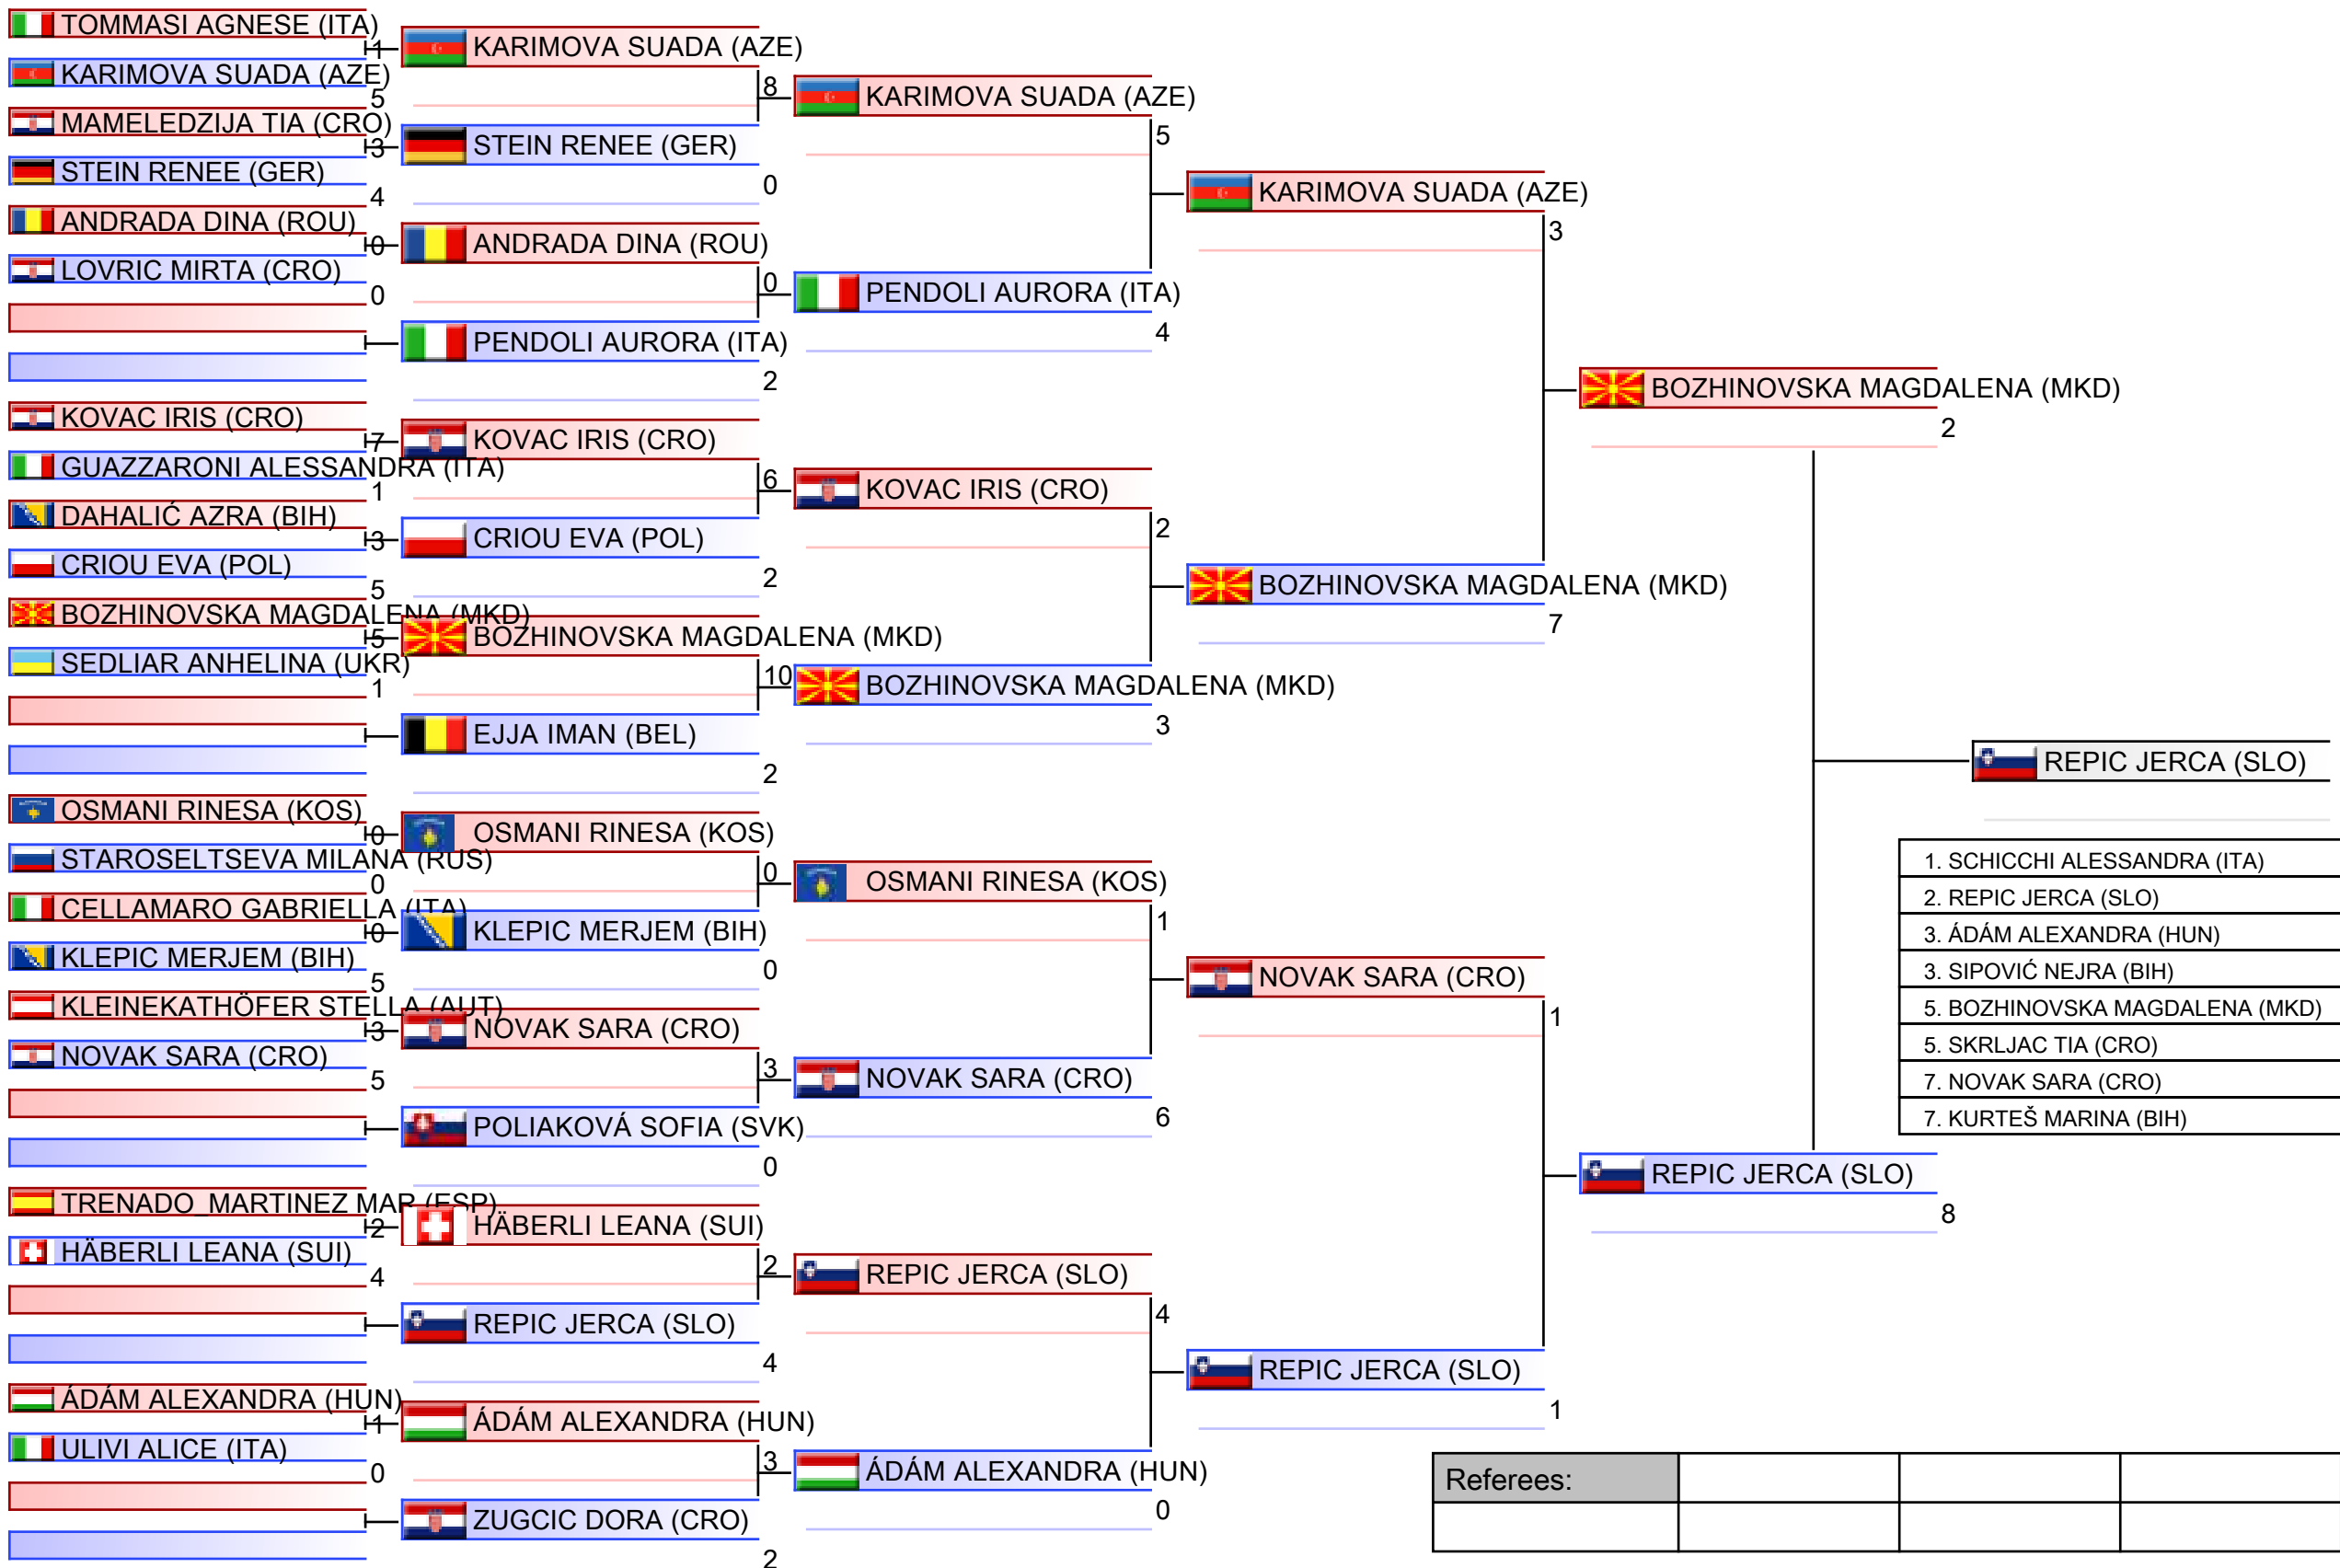 TOMMASI AGNESE (ITA)
1
KARIMOVA SUADA (AZE)
5
MAMELEDZIJA TIA (CRO)
3
STEIN RENEE (GER)
4
ANDRADA DINA (ROU)
0
LOVRIC MIRTA (CRO)
0
KOVAC IRIS (CRO)
7
GUAZZARONI ALESSANDRA (ITA)
1
DAHALIĆ AZRA (BIH)
3
CRIOU EVA (POL)
5
BOZHINOVSKA MAGDALENA (MKD)
5
SEDLIAR ANHELINA (UKR)
1
OSMANI RINESA (KOS)
0
STAROSELTSEVA MILANA (RUS)
0
CELLAMARO GABRIELLA (ITA)
0
KLEPIC MERJEM (BIH)
5
KLEINEKATHÖFER STELLA (AUT)
3
NOVAK SARA (CRO)
5
TRENADO_MARTINEZ MAR (ESP)
2
HÄBERLI LEANA (SUI)
4
ÁDÁM ALEXANDRA (HUN)
1
ULIVI ALICE (ITA)
0
KARIMOVA SUADA (AZE)
8
STEIN RENEE (GER)
0
ANDRADA DINA (ROU)
0
PENDOLI AURORA (ITA)
2
KOVAC IRIS (CRO)
6
CRIOU EVA (POL)
2
BOZHINOVSKA MAGDALENA (MKD)
10
EJJA IMAN (BEL)
2
OSMANI RINESA (KOS)
0
KLEPIC MERJEM (BIH)
0
NOVAK SARA (CRO)
3
POLIAKOVÁ SOFIA (SVK)
0
HÄBERLI LEANA (SUI)
2
REPIC JERCA (SLO)
4
ÁDÁM ALEXANDRA (HUN)
3
ZUGCIC DORA (CRO)
2
KARIMOVA SUADA (AZE)
5
PENDOLI AURORA (ITA)
4
KOVAC IRIS (CRO)
2
BOZHINOVSKA MAGDALENA (MKD)
3
OSMANI RINESA (KOS)
1
NOVAK SARA (CRO)
6
REPIC JERCA (SLO)
4
ÁDÁM ALEXANDRA (HUN)
0
KARIMOVA SUADA (AZE)
3
BOZHINOVSKA MAGDALENA (MKD)
7
NOVAK SARA (CRO)
1
REPIC JERCA (SLO)
1
BOZHINOVSKA MAGDALENA (MKD)
2
REPIC JERCA (SLO)
8
REPIC JERCA (SLO)
1. SCHICCHI ALESSANDRA (ITA)
2. REPIC JERCA (SLO)
3. ÁDÁM ALEXANDRA (HUN)
3. SIPOVIĆ NEJRA (BIH)
5. BOZHINOVSKA MAGDALENA (MKD)
5. SKRLJAC TIA (CRO)
7. NOVAK SARA (CRO)
7. KURTEŠ MARINA (BIH)
Referees: